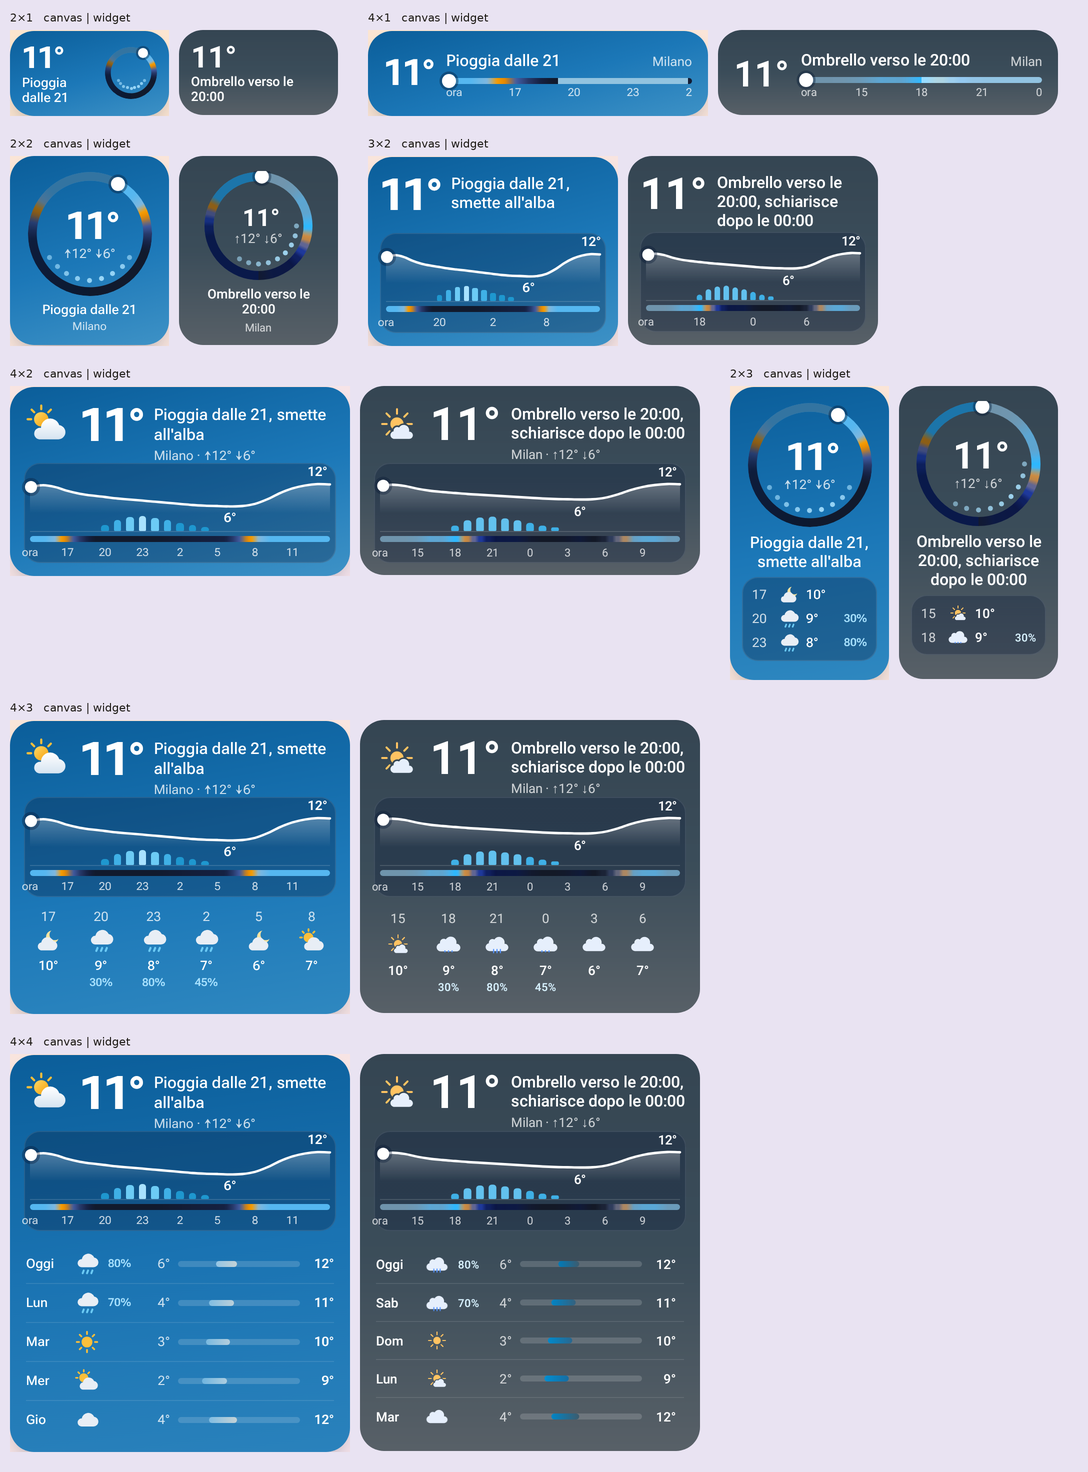 2×1 canvas | widget
11°
Pioggia
dalle 21
11°
Ombrello verso le
20:00
4×1 canvas | widget
11°
Pioggia dalle 21
Milano
ora 17 20 23 2
11°
Ombrello verso le 20:00
Milan
ora 15 18 21 0
2×2 canvas | widget
11°
↑12° ↓6°
Pioggia dalle 21
Milano
11°
↑12° ↓6°
Ombrello verso le
20:00
Milan
3×2 canvas | widget
11°
Pioggia dalle 21,
smette all'alba
12°
6°
ora 20 2 8
11°
Ombrello verso le
20:00, schiarisce
dopo le 00:00
12°
6°
ora 18 0 6
4×2 canvas | widget
11°
Pioggia dalle 21, smette
all'alba
Milano · ↑12° ↓6°
12°
6°
ora 17 20 23 2 5 8 11
11°
Ombrello verso le 20:00,
schiarisce dopo le 00:00
Milan · ↑12° ↓6°
12°
6°
ora 15 18 21 0 3 6 9
2×3 canvas | widget
11°
↑12° ↓6°
Pioggia dalle 21,
smette all'alba
17 10°
20 9° 30%
23 8° 80%
11°
↑12° ↓6°
Ombrello verso le
20:00, schiarisce
dopo le 00:00
15 10°
18 9° 30%
4×3 canvas | widget
11°
Pioggia dalle 21, smette
all'alba
Milano · ↑12° ↓6°
12°
6°
ora 17 20 23 2 5 8 11
17 20 23 2 5 8
10° 9° 8° 7° 6° 7°
30% 80% 45%
11°
Ombrello verso le 20:00,
schiarisce dopo le 00:00
Milan · ↑12° ↓6°
12°
6°
ora 15 18 21 0 3 6 9
15 18 21 0 3 6
10° 9° 8° 7° 6° 7°
30% 80% 45%
4×4 canvas | widget
11°
Pioggia dalle 21, smette
all'alba
Milano · ↑12° ↓6°
12°
6°
ora 17 20 23 2 5 8 11
Oggi 80% 6° 12°
Lun 70% 4° 11°
Mar 3° 10°
Mer 2° 9°
Gio 4° 12°
11°
Ombrello verso le 20:00,
schiarisce dopo le 00:00
Milan · ↑12° ↓6°
12°
6°
ora 15 18 21 0 3 6 9
Oggi 80% 6° 12°
Sab 70% 4° 11°
Dom 3° 10°
Lun 2° 9°
Mar 4° 12°